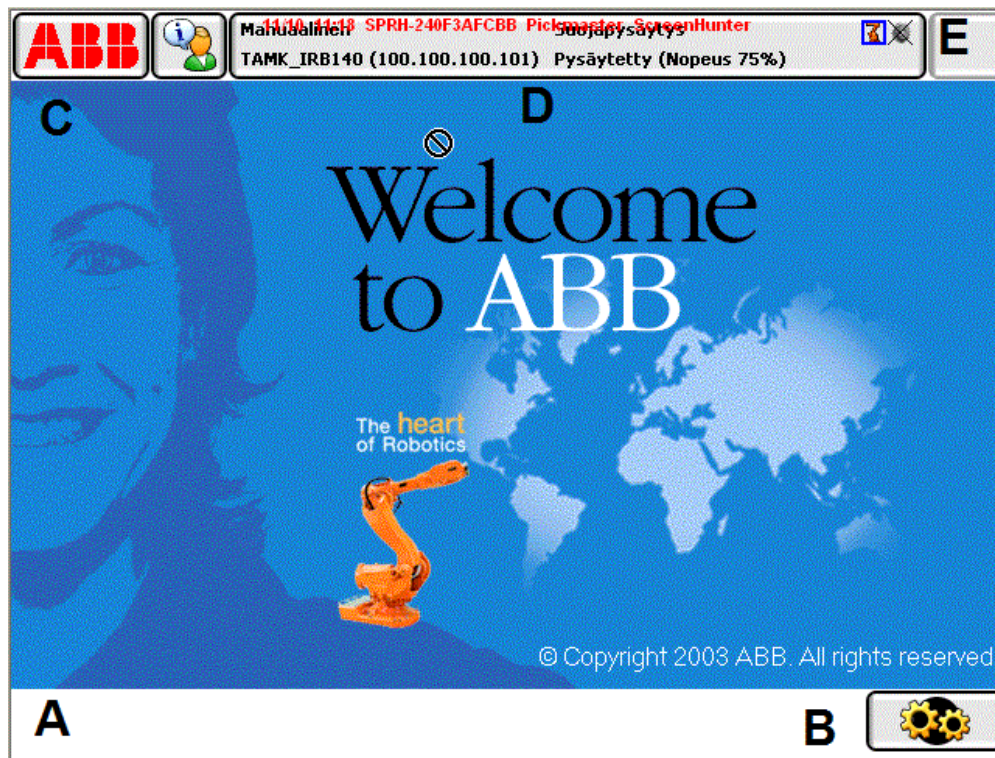 ABB
Manuaalinen
Suojapysäytys
11/10 11:18 SPRH-240F3AFCBB Pickmaster ScreenHunter
TAMK_IRB140 (100.100.100.101) Pysäytetty (Nopeus 75%)
E
C
D
Welcome
to ABB
The heart
of Robotics
© Copyright 2003 ABB. All rights reserved
A
B